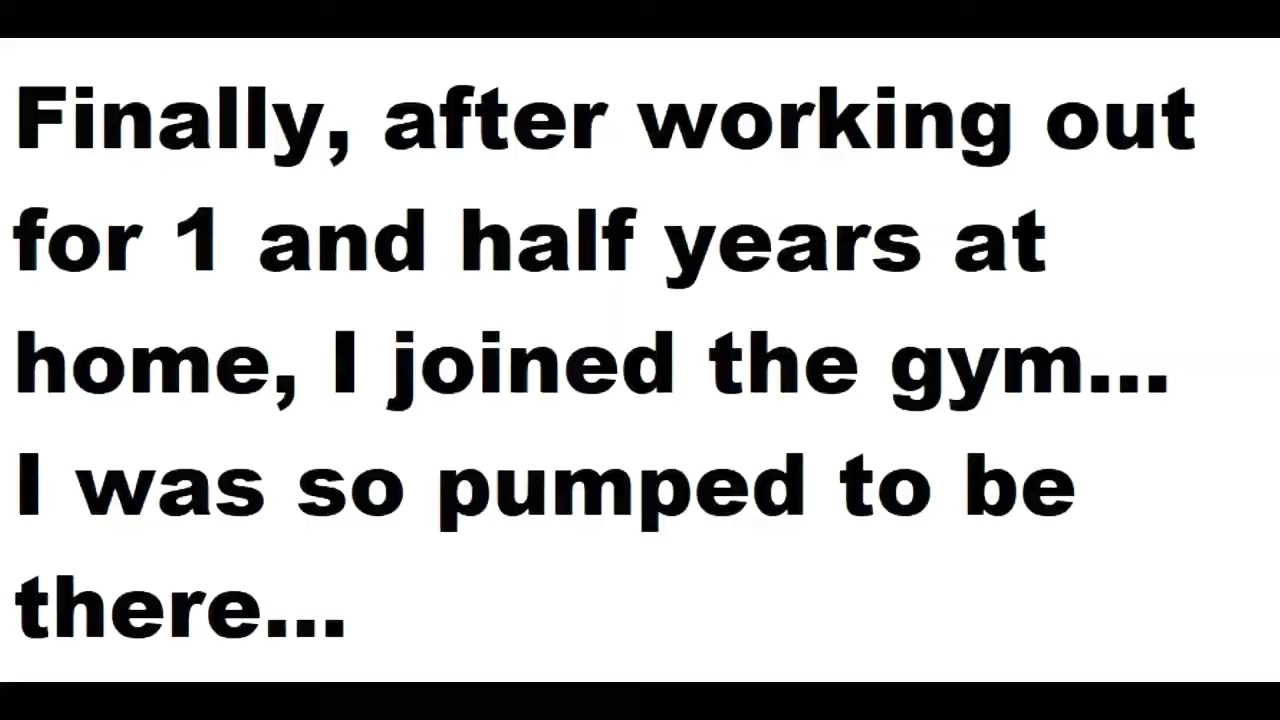 Finally, after working out
for 1 and half years at
home, I joined the gym...
I was so pumped to be
there...